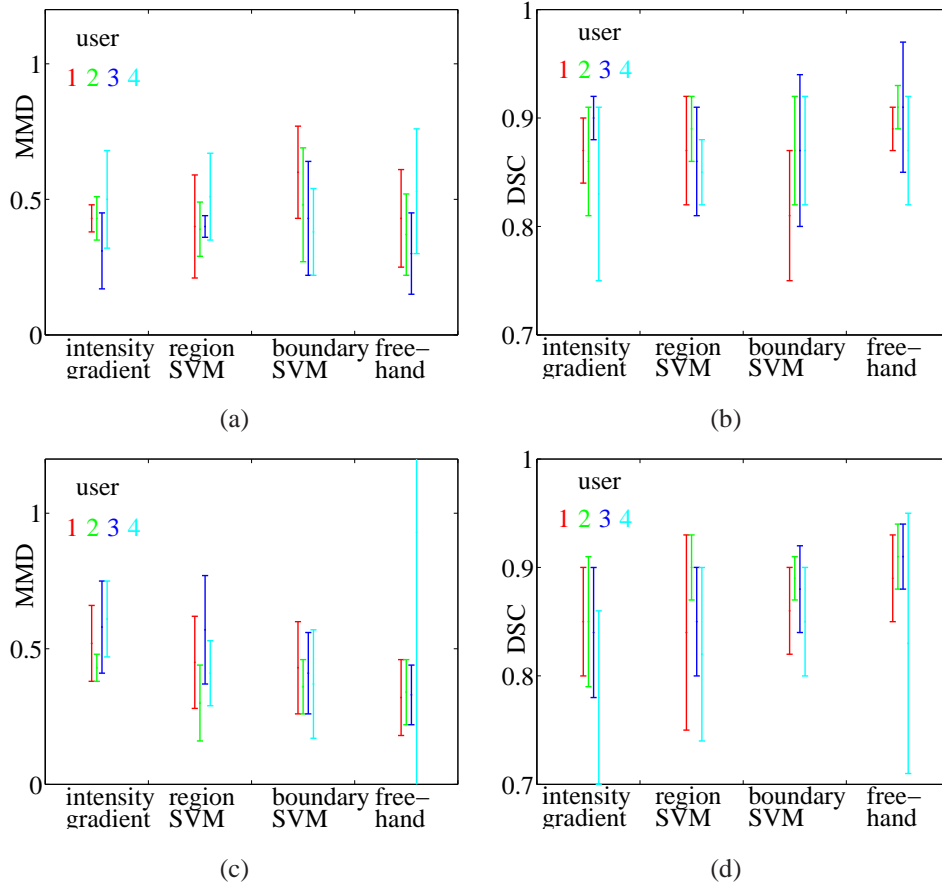 user
1 2 3 4
1
0.5
0
MMD
intensity gradient
region SVM
boundary SVM
free−hand
(a)
user
1 2 3 4
1
0.9
0.8
0.7
DSC
intensity gradient
region SVM
boundary SVM
free−hand
(b)
user
1 2 3 4
1
0.5
0
MMD
intensity gradient
region SVM
boundary SVM
free−hand
(c)
user
1 2 3 4
1
0.9
0.8
0.7
DSC
intensity gradient
region SVM
boundary SVM
free−hand
(d)